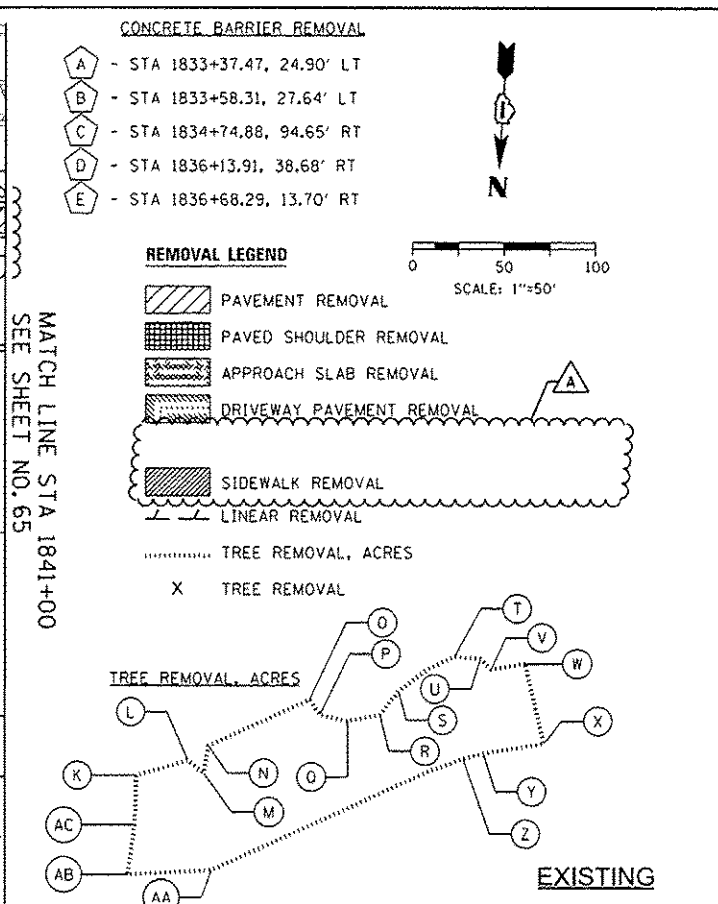 CONCRETE BARRIER REMOVAL
A - STA 1833+37.47, 24.90' LT
B - STA 1833+58.31, 27.64' LT
C - STA 1834+74.88, 94.65' RT
D - STA 1836+13.91, 38.68' RT
E - STA 1836+68.29, 13.70' RT
N
0 50 100
SCALE: 1"=50'
MATCH LINE STA 1841+00
SEE SHEET NO. 65
REMOVAL LEGEND
PAVEMENT REMOVAL
PAVED SHOULDER REMOVAL
APPROACH SLAB REMOVAL
DRIVEWAY PAVEMENT REMOVAL
A
SIDEWALK REMOVAL
LINEAR REMOVAL
TREE REMOVAL, ACRES
X TREE REMOVAL
TREE REMOVAL, ACRES
K
L
M
N
O
P
Q
R
S
T
U
V
W
X
Y
Z
AA
AB
AC
EXISTING